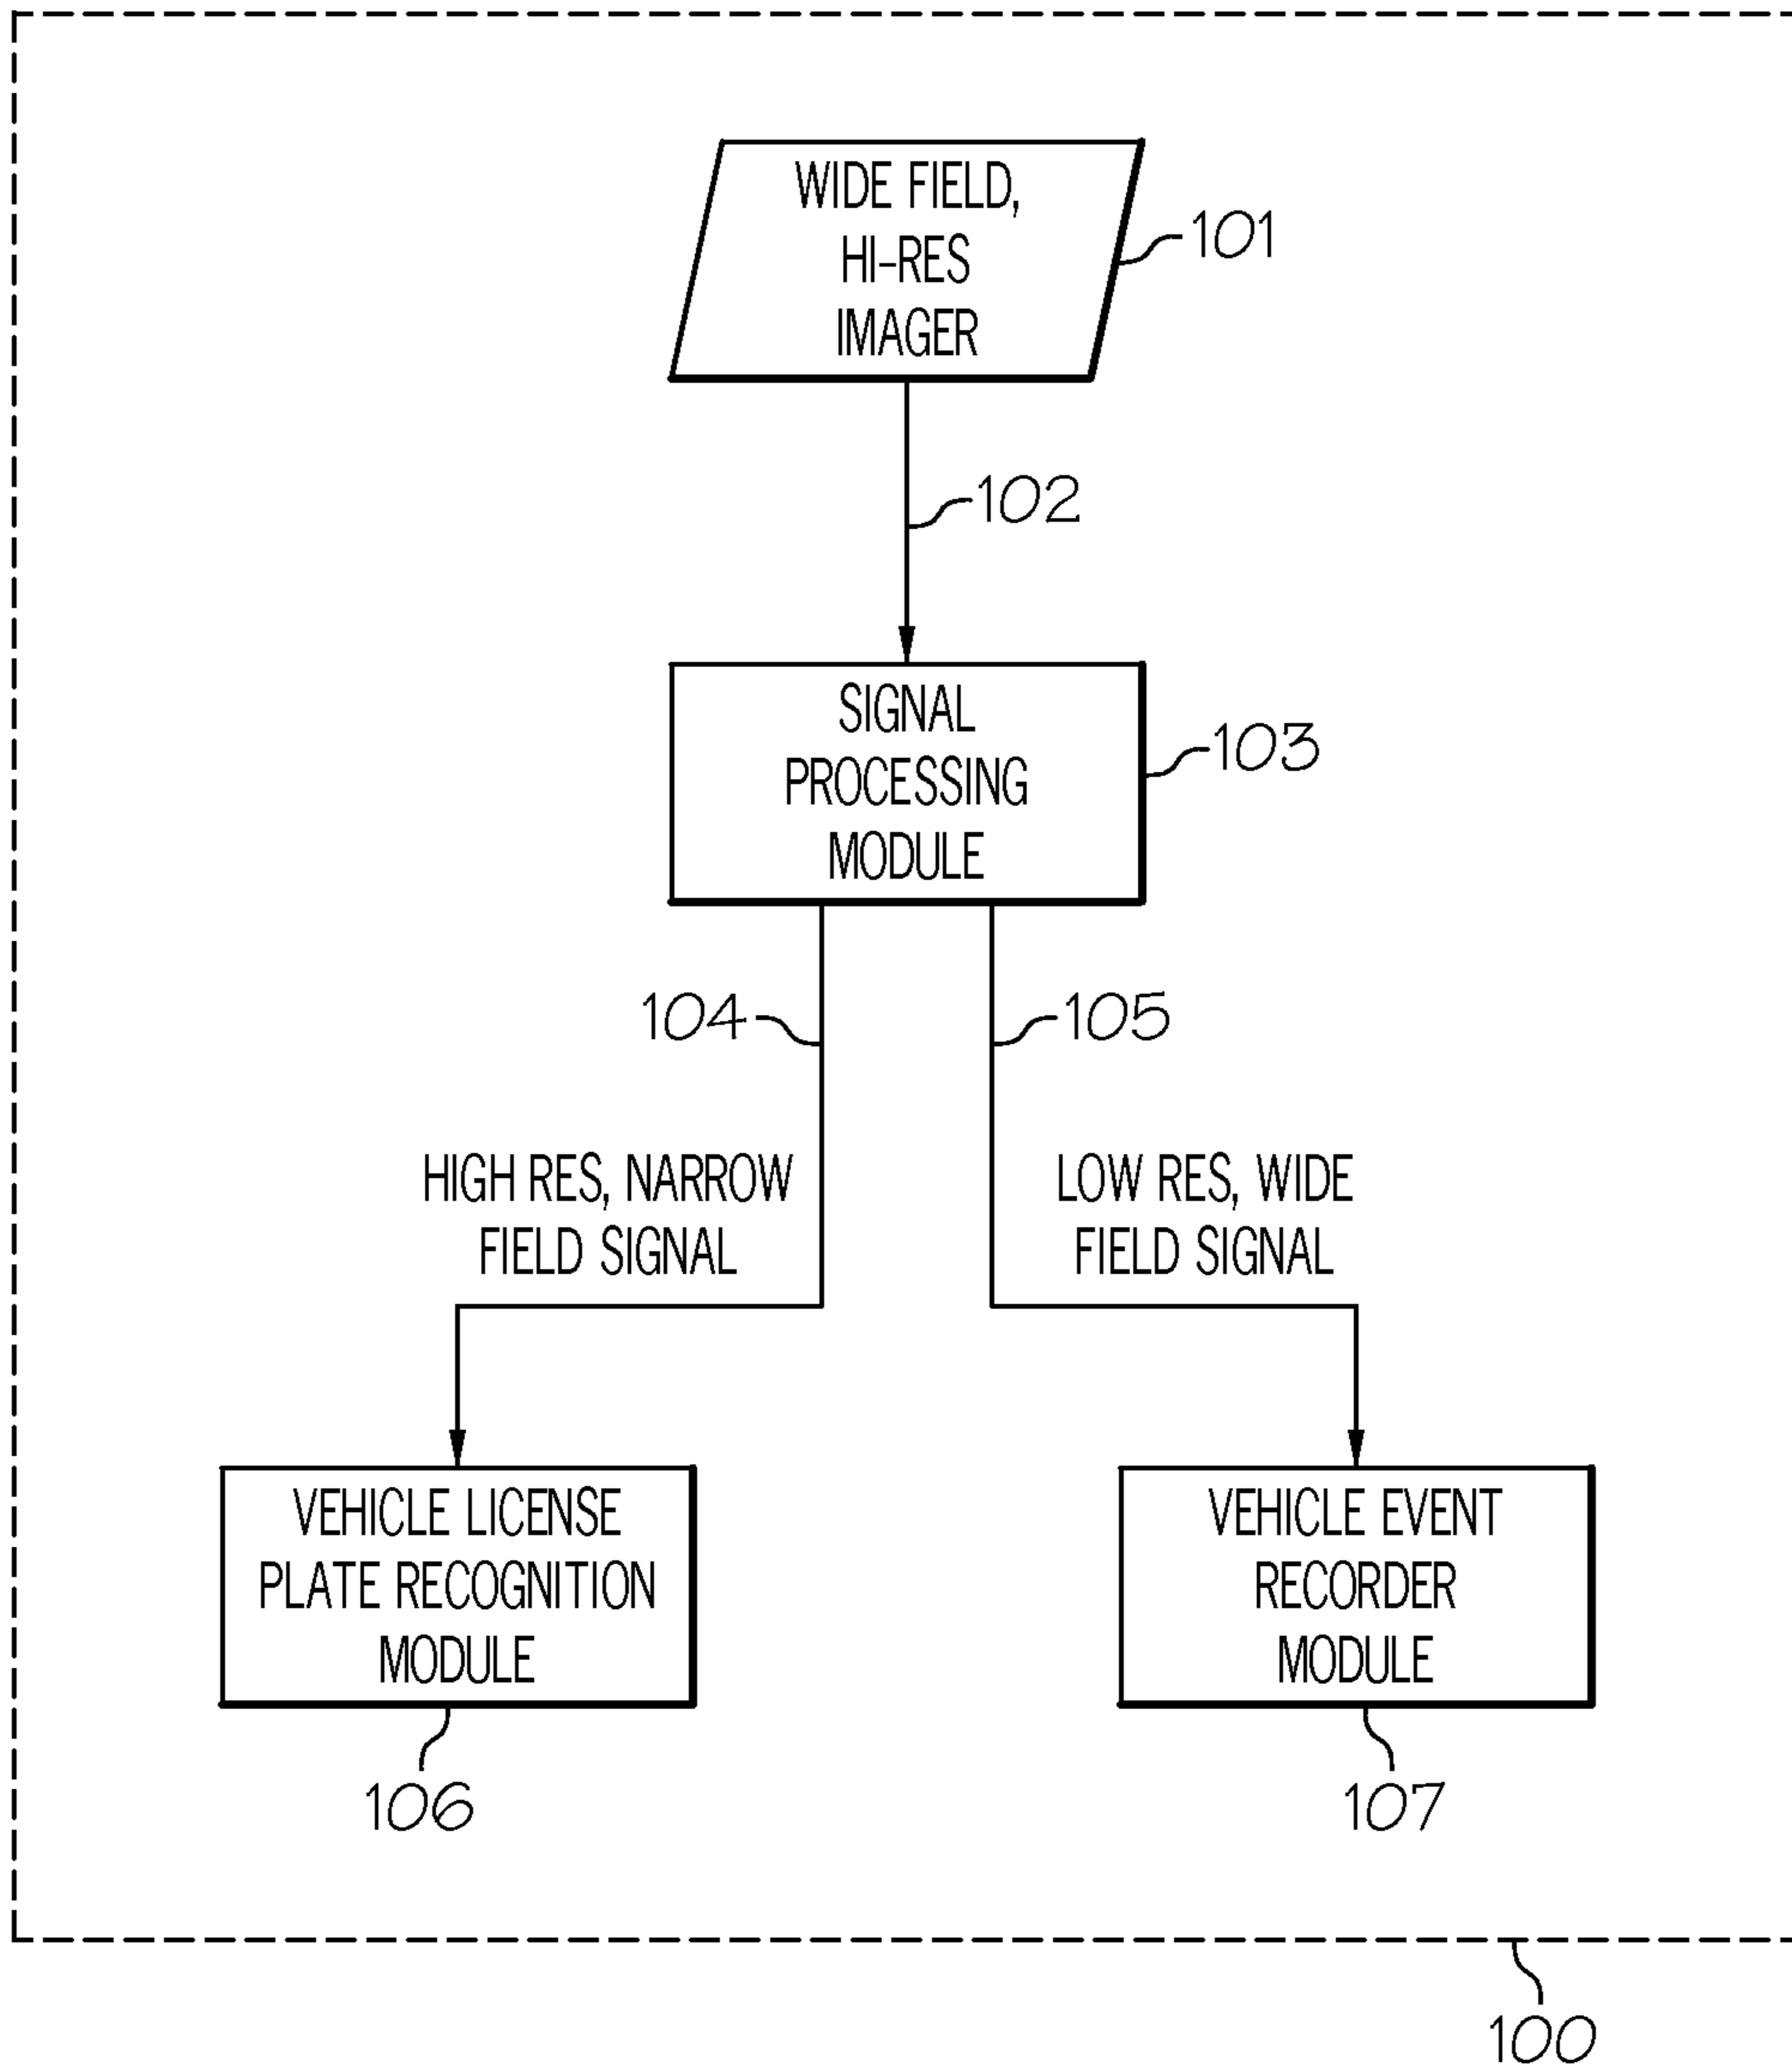 WIDE FIELD,
HI-RES
IMAGER
101
102
SIGNAL
PROCESSING
MODULE
103
104
105
HIGH RES, NARROW
FIELD SIGNAL
LOW RES, WIDE
FIELD SIGNAL
VEHICLE LICENSE
PLATE RECOGNITION
MODULE
VEHICLE EVENT
RECORDER
MODULE
106
107
100